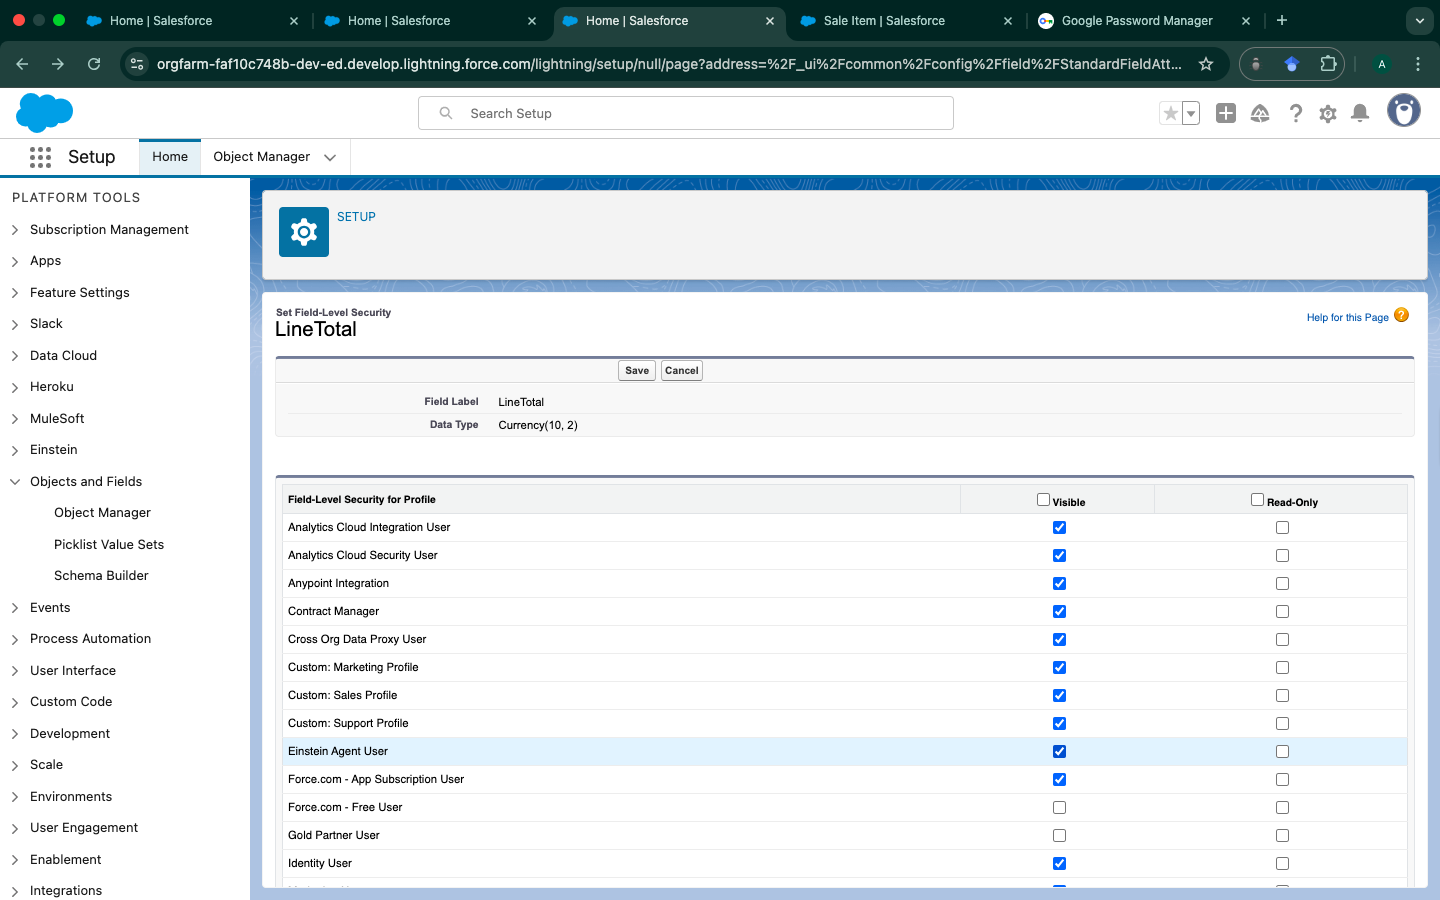 Home | Salesforce
Home | Salesforce
Home | Salesforce
Sale Item | Salesforce
Google Password Manager
orgfarm-faf10c748b-dev-ed.develop.lightning.force.com/lightning/setup/null/page?address=%2F_ui%2Fcommon%2Fconfig%2Ffield%2FStandardFieldAtt...
A
Search Setup
Setup
Home
Object Manager
PLATFORM TOOLS
Subscription Management
Apps
Feature Settings
Slack
Data Cloud
Heroku
MuleSoft
Einstein
Objects and Fields
Object Manager
Picklist Value Sets
Schema Builder
Events
Process Automation
User Interface
Custom Code
Development
Scale
Environments
User Engagement
Enablement
Integrations
SETUP
Set Field-Level Security
LineTotal
Help for this Page
Save Cancel
Field Label LineTotal
Data Type Currency(10, 2)
Field-Level Security for Profile Visible Read-Only
Analytics Cloud Integration User
Analytics Cloud Security User
Anypoint Integration
Contract Manager
Cross Org Data Proxy User
Custom: Marketing Profile
Custom: Sales Profile
Custom: Support Profile
Einstein Agent User
Force.com - App Subscription User
Force.com - Free User
Gold Partner User
Identity User